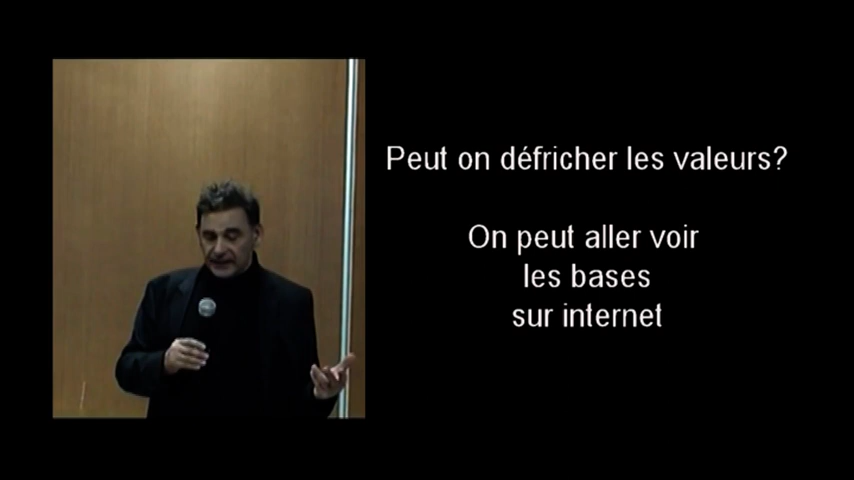 Peut on défricher les valeurs?
On peut aller voir
les bases
sur internet